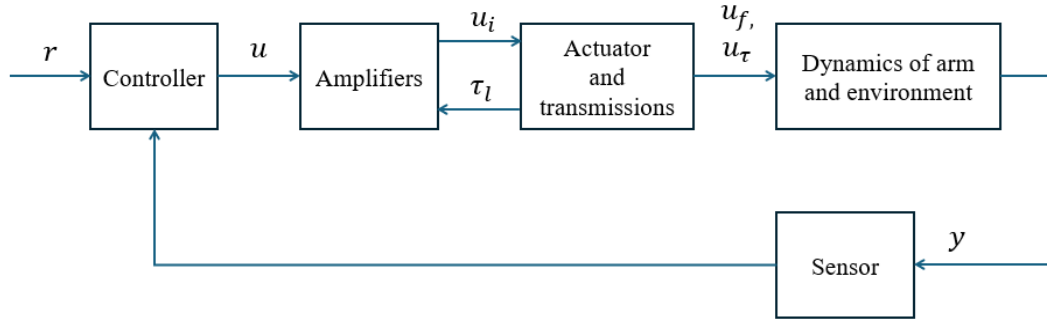 r
Controller
u
Amplifiers
u_i
τ_l
Actuator
and
transmissions
u_f,
u_τ
Dynamics of arm
and environment
y
Sensor